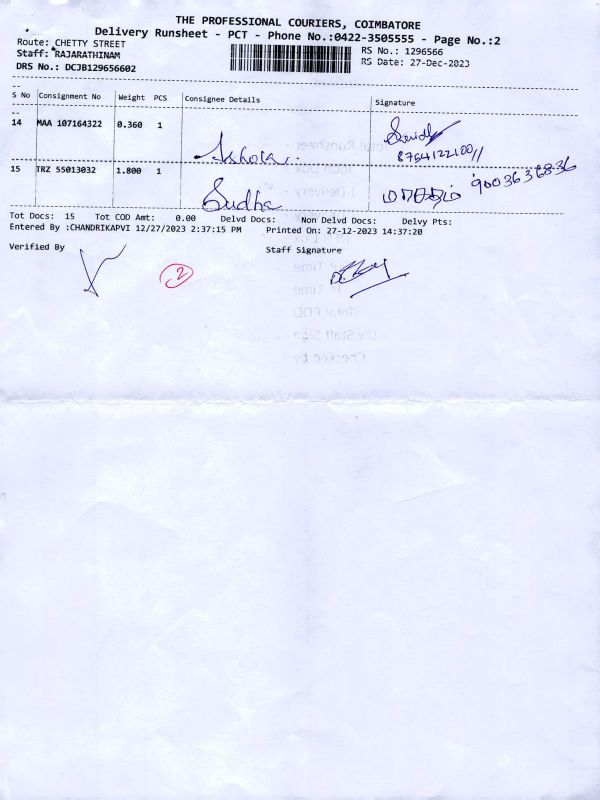 THE PROFESSIONAL COURIERS, COIMBATORE
Delivery Runsheet - PCT - Phone No.:0422-3505555 - Page No.:2
Route: CHETTY STREET
RS No.: 1296566
Staff: RAJARATHINAM
RS Date: 27-Dec-2023
DRS No.: DCJB129656602
S No Consignment No Weight PCS Consignee Details Signature
14 MAA 107164322 0.360 1
8754122100//
15 TRZ 55013032 1.800 1 Sudha 9003636836
Tot Docs: 15 Tot COD Amt: 0.00 Delvd Docs: Non Delvd Docs: Delvy Pts:
Entered By :CHANDRIKAPVI 12/27/2023 2:37:15 PM Printed On: 27-12-2023 14:37:20
Verified By Staff Signature
2